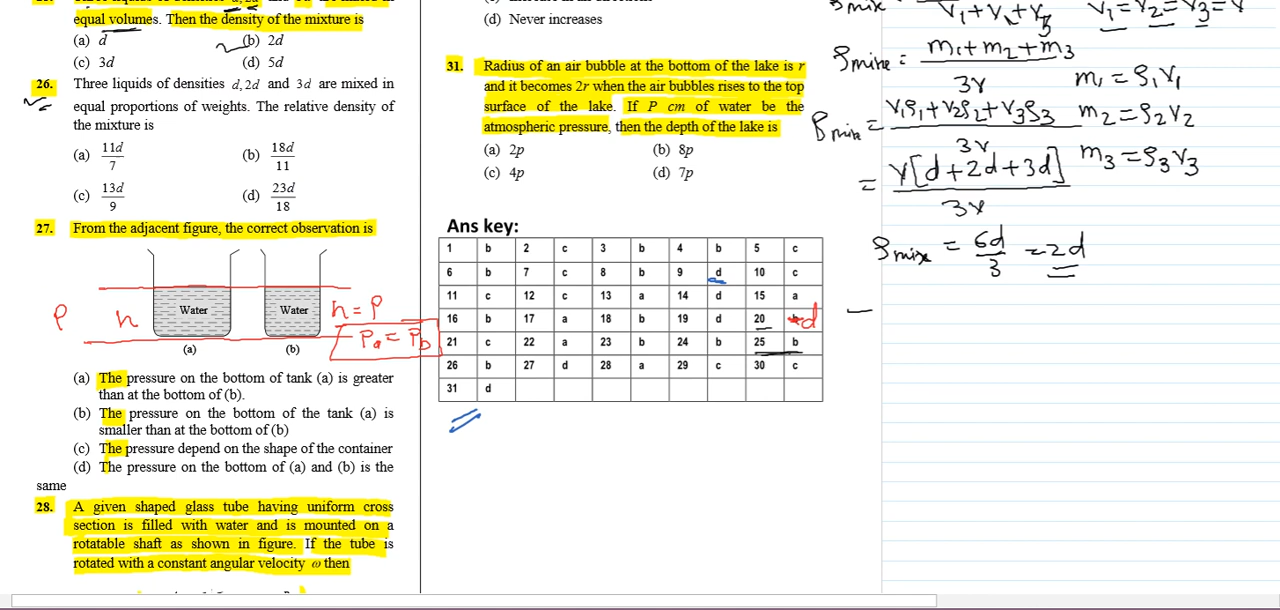 equal volumes. Then the density of the mixture is
(a) d (b) 2d
(c) 3d (d) 5d
26. Three liquids of densities d, 2d and 3d are mixed in
equal proportions of weights. The relative density of
the mixture is
(a) 11d/7 (b) 18d/11
(c) 13d/9 (d) 23d/18
27. From the adjacent figure, the correct observation is
Water Water
(a) (b)
P h h = P
Pa = Pb
(a) The pressure on the bottom of tank (a) is greater
than at the bottom of (b).
(b) The pressure on the bottom of the tank (a) is
smaller than at the bottom of (b)
(c) The pressure depend on the shape of the container
(d) The pressure on the bottom of (a) and (b) is the
same
28. A given shaped glass tube having uniform cross
section is filled with water and is mounted on a
rotatable shaft as shown in figure. If the tube is
rotated with a constant angular velocity ω then
(d) Never increases
31. Radius of an air bubble at the bottom of the lake is r
and it becomes 2r when the air bubbles rises to the top
surface of the lake. If P cm of water be the
atmospheric pressure, then the depth of the lake is
(a) 2p (b) 8p
(c) 4p (d) 7p
Ans key:
1 b 2 c 3 b 4 b 5 c
6 b 7 c 8 b 9 d 10 c
11 c 12 c 13 a 14 d 15 a
16 b 17 a 18 b 19 d 20 d
21 c 22 a 23 b 24 b 25 b
26 b 27 d 28 a 29 c 30 c
31 d
V1+V2+V3 V1=V2=V3=V
ρmix = m1+m2+m3 / 3V m1 = ρ1V1
ρmix = V1ρ1+V2ρ2+V3ρ3 / 3V m2 = ρ2V2
= V[d+2d+3d] / 3V m3 = ρ3V3
ρmix = 6d/3 = 2d